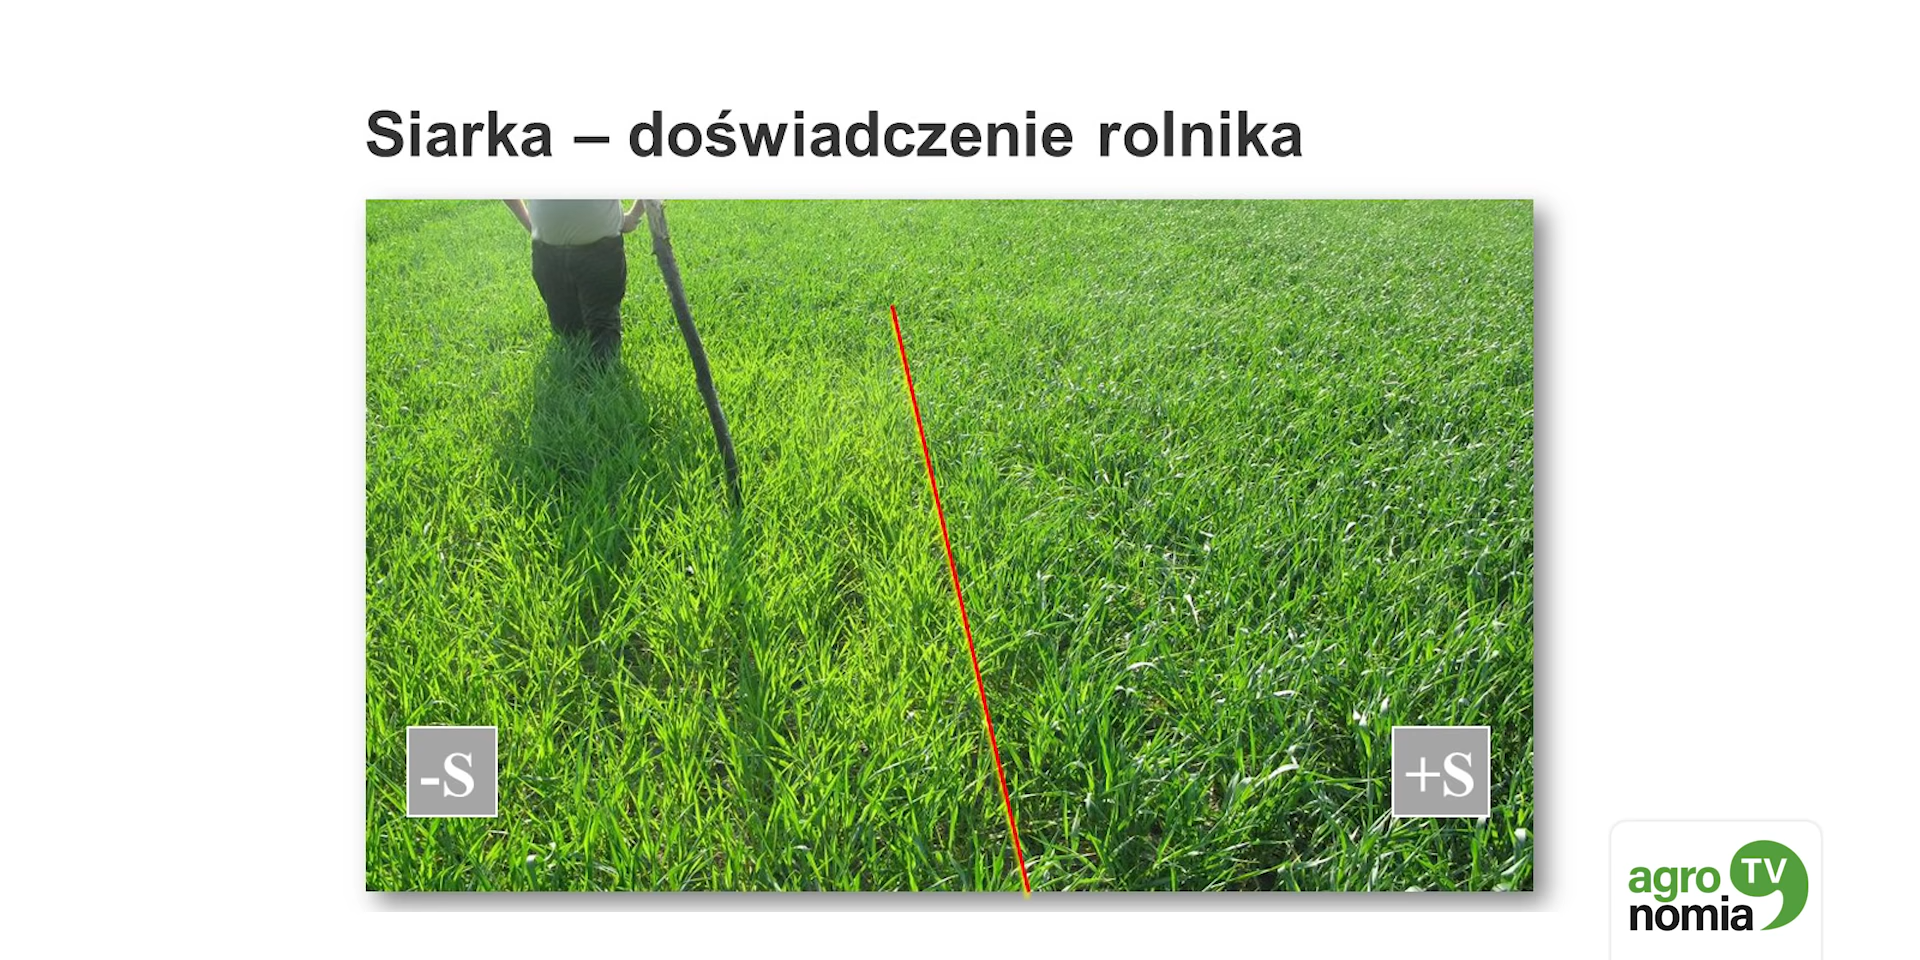 Siarka – doświadczenie rolnika
-S
+S
agro TV
nomia